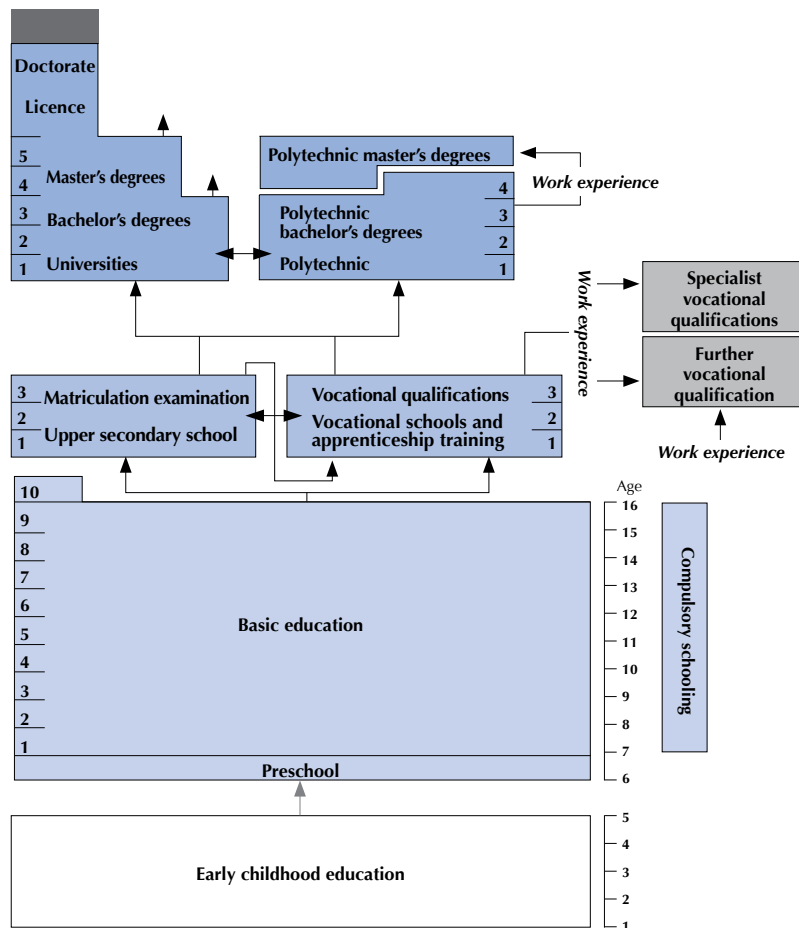 Doctorate
Licence
5
4
Master's degrees
3
Bachelor's degrees
2
1
Universities
Polytechnic master's degrees
Work experience
4
Polytechnic
bachelor's degrees
3
2
Polytechnic
1
Work experience
Specialist
vocational
qualifications
Further
vocational
qualification
Work experience
3
Matriculation examination
2
Upper secondary school
1
Vocational qualifications
3
Vocational schools and
apprenticeship training
2
1
10
9
8
7
6
5
4
3
2
1
Basic education
Preschool
Age
16
15
14
13
12
11
10
9
8
7
6
Compulsory schooling
Early childhood education
5
4
3
2
1